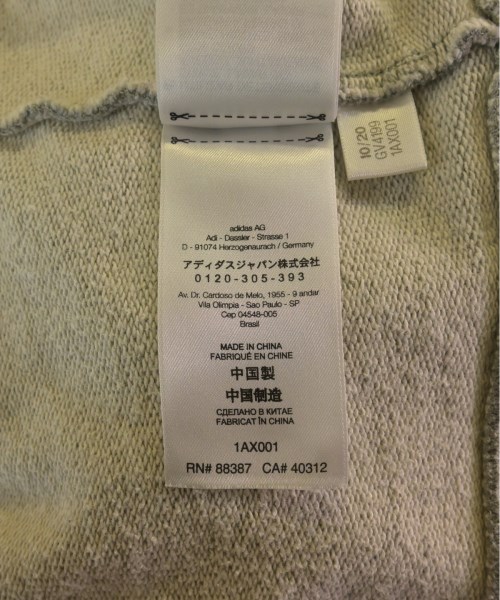 adidas AG
Adi - Dassler - Strasse 1
D - 91074 Herzogenaurach / Germany
アディダスジャパン株式会社
0120-305-393
Av. Dr. Cardoso de Melo, 1955 - 9 andar
Vila Olimpia - Sao Paulo - SP
Cep 04548-005
Brasil
MADE IN CHINA
FABRIQUÉ EN CHINE
中国製
中国制造
СДЕЛАНО В КИТАЕ
FABRICAT ÎN CHINA
1AX001
RN# 88387 CA# 40312
10/20
GV4199
1AX001